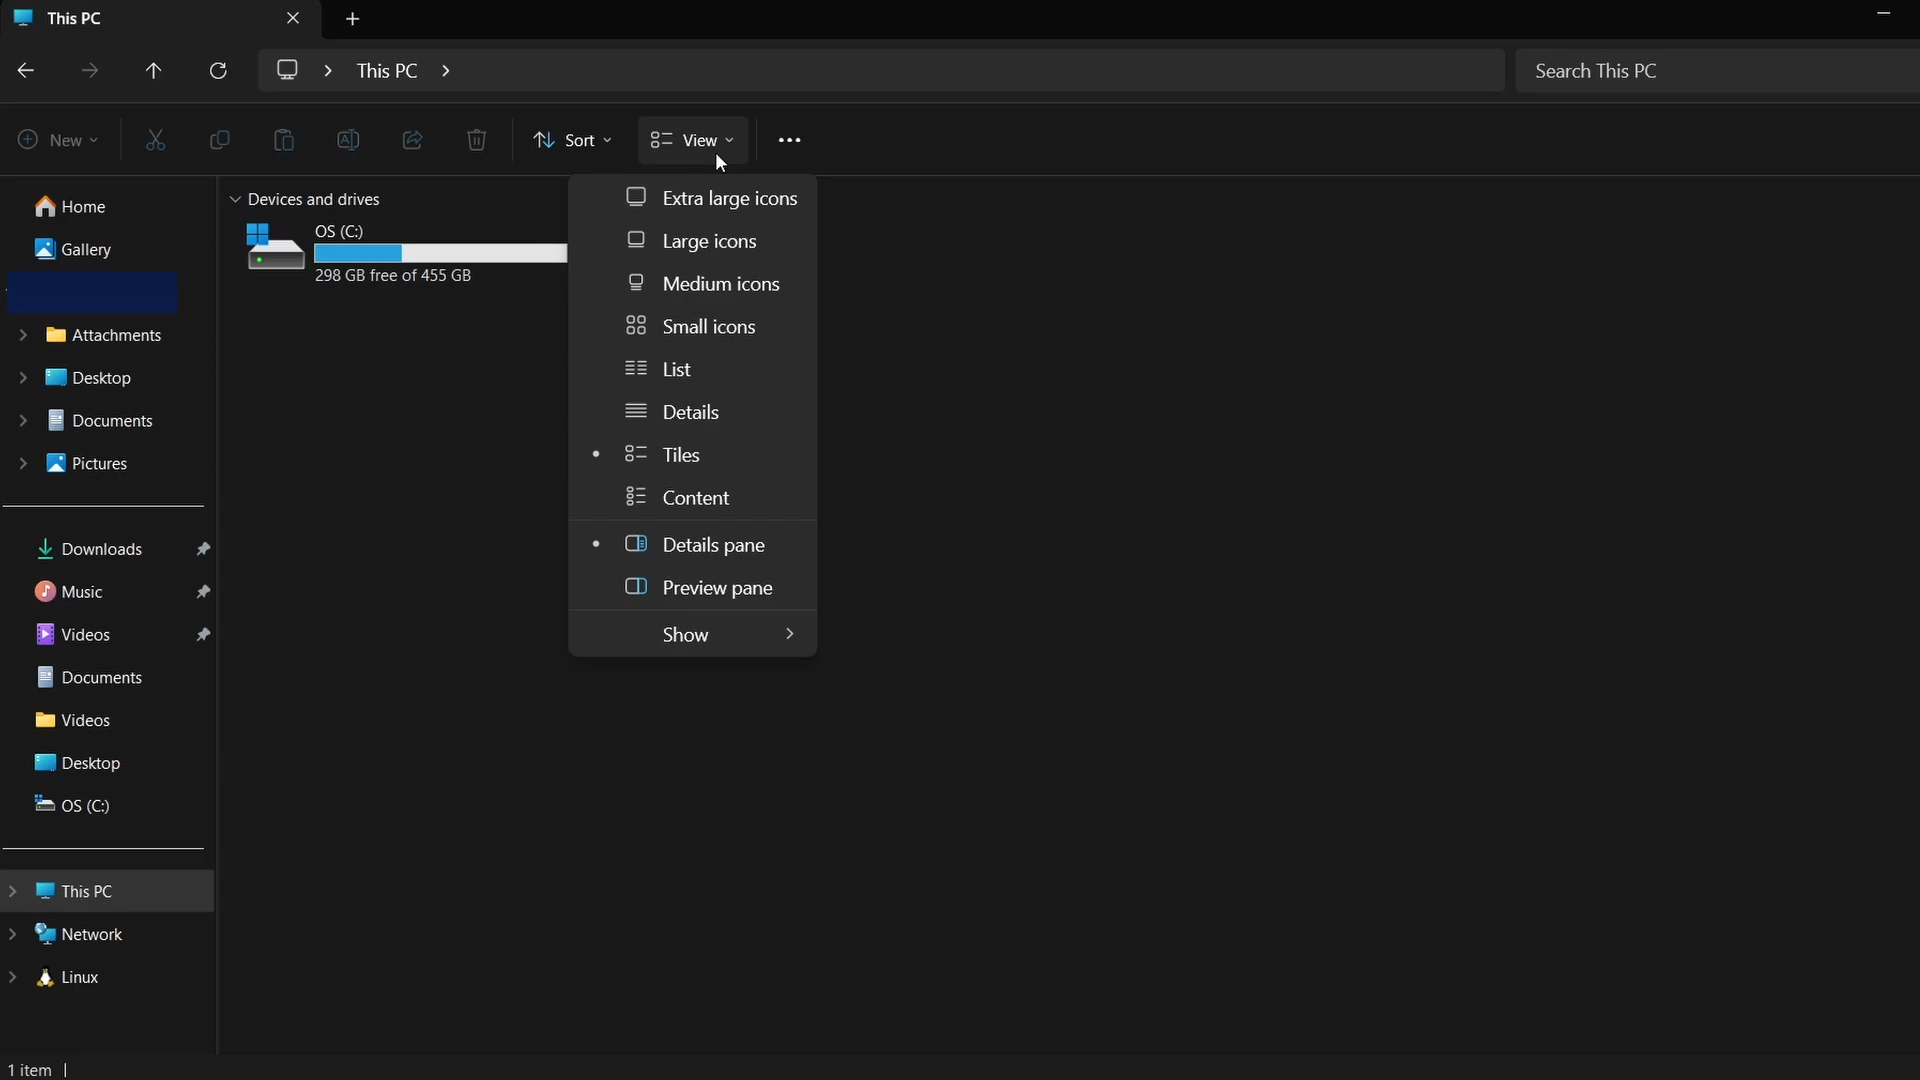 This PC
This PC
Search This PC
New
Sort
View
Home
Gallery
Attachments
Desktop
Documents
Pictures
Downloads
Music
Videos
Documents
Videos
Desktop
OS (C:)
This PC
Network
Linux
Devices and drives
OS (C:)
298 GB free of 455 GB
Extra large icons
Large icons
Medium icons
Small icons
List
Details
Tiles
Content
Details pane
Preview pane
Show
1 item